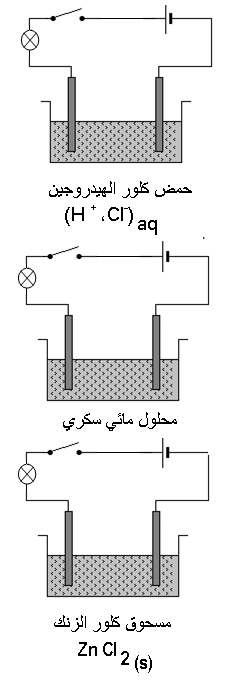 حمض كلور الهيدروجين
(H⁺، Cl⁻) aq
محلول مائي سكري
مسحوق كلور الزنك
Zn Cl₂ (s)